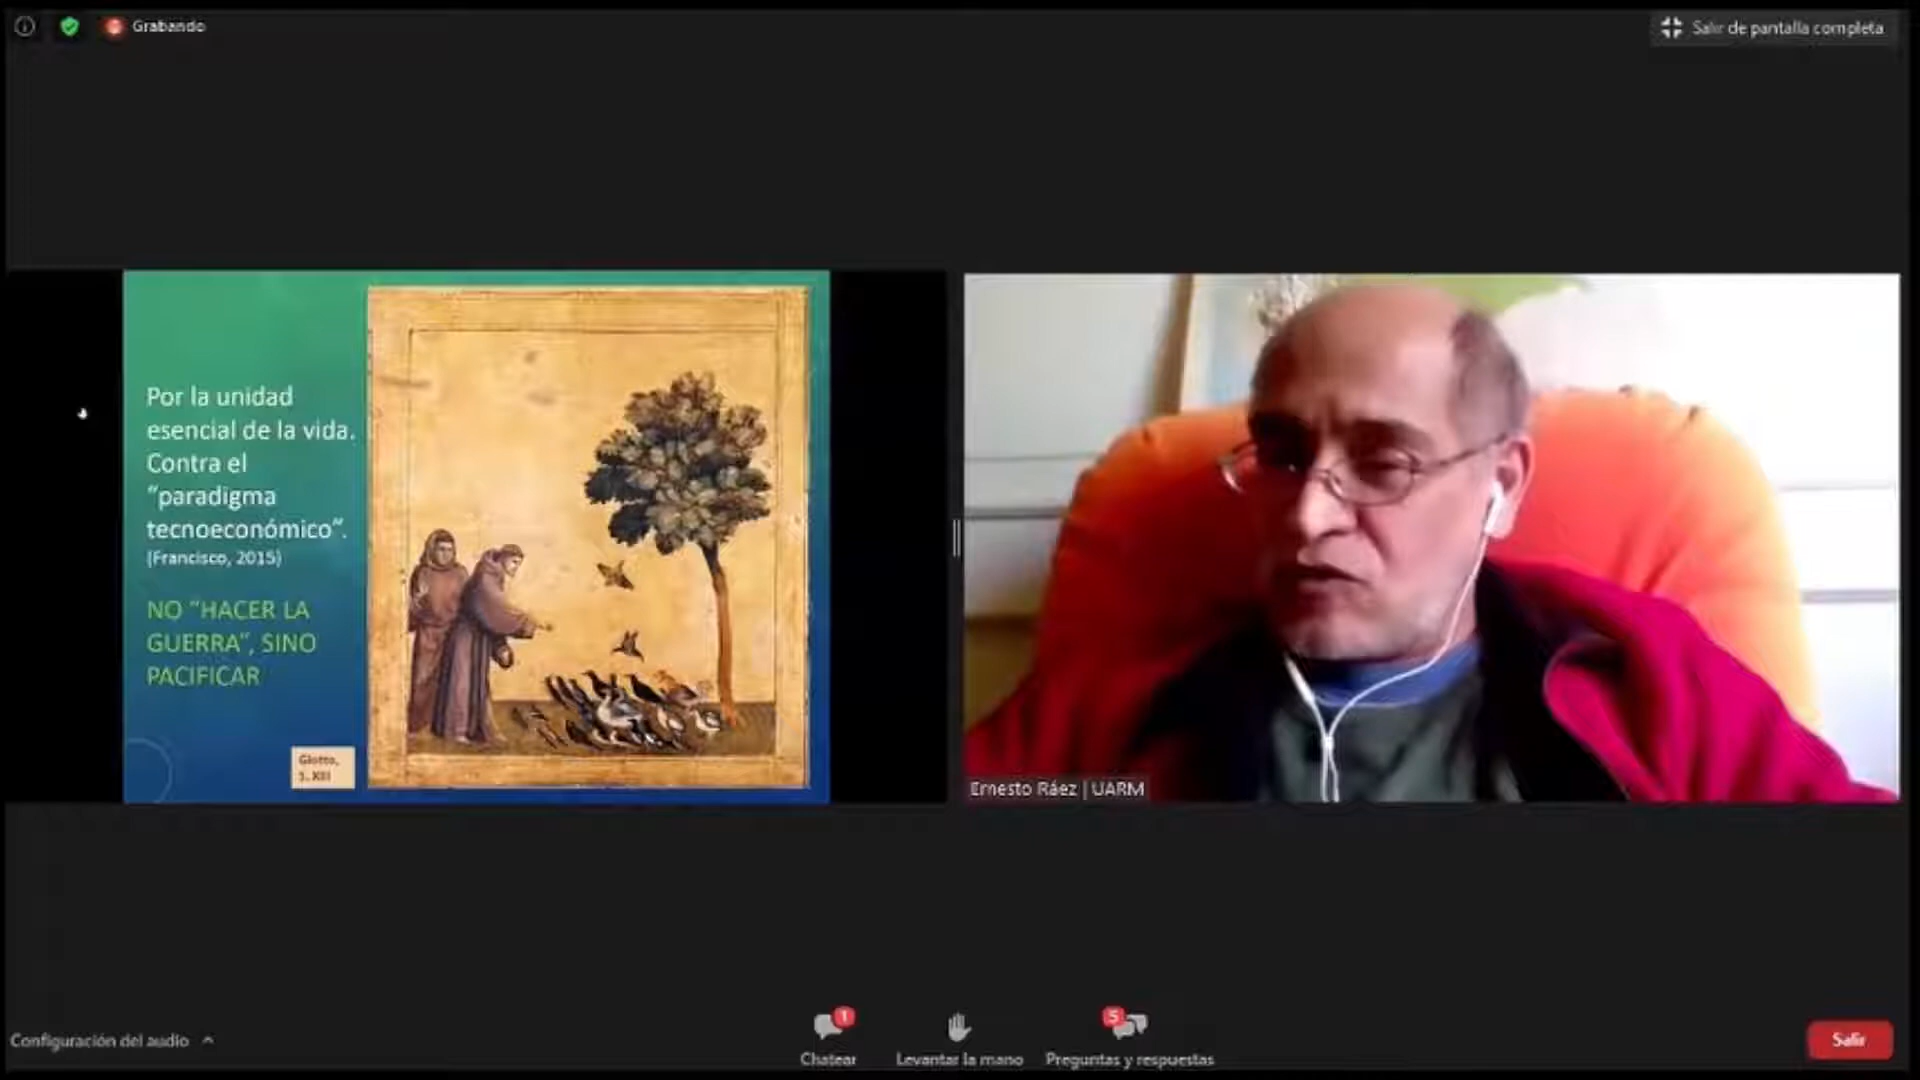 Grabando
Salir de pantalla completa
Por la unidad
esencial de la vida.
Contra el
“paradigma
tecnoeconómico”.
(Francisco, 2015)
NO “HACER LA
GUERRA”, SINO
PACIFICAR
Giotto,
S. XIII
Ernesto Ráez | UARM
Configuración del audio
1
Chatear
Levantar la mano
5
Preguntas y respuestas
Salir